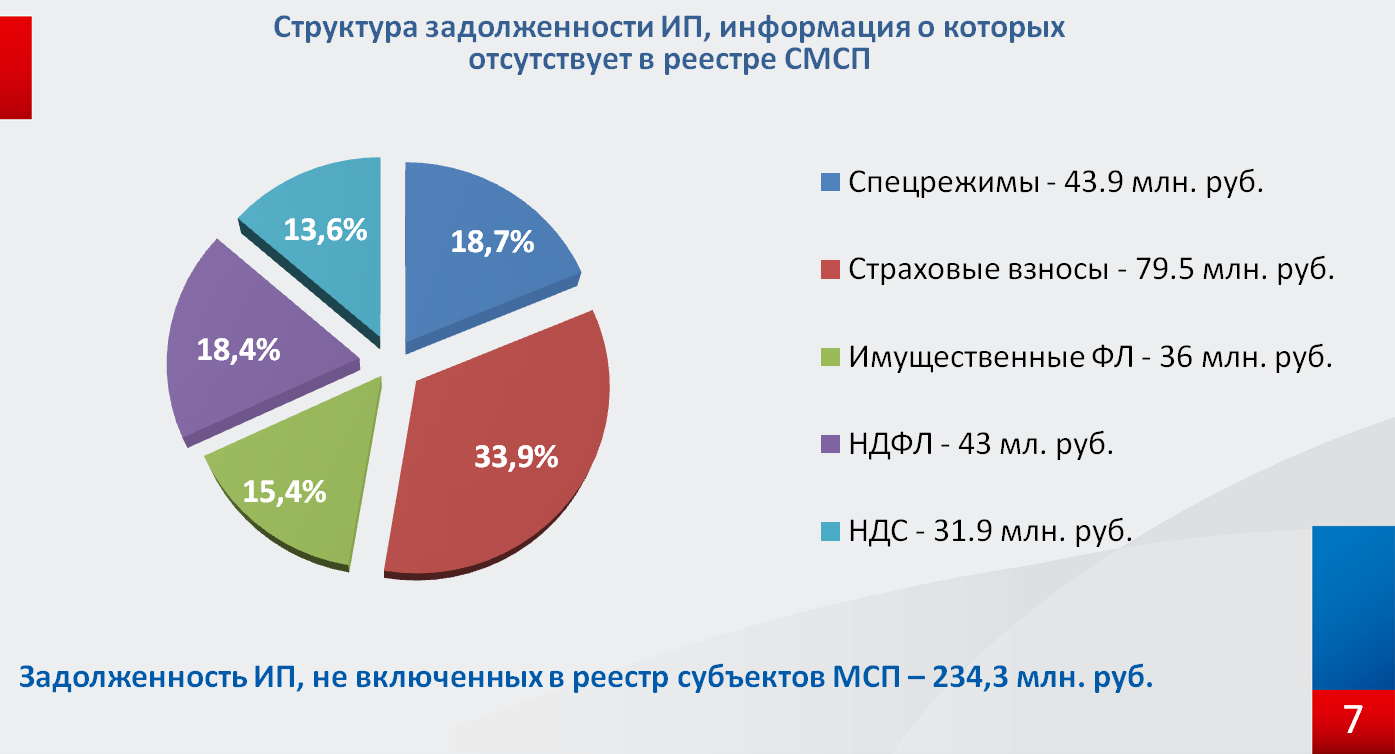 Структура задолженности ИП, информация о которых
отсутствует в реестре СМСП
13,6%
18,7%
18,4%
15,4%
33,9%
Спецрежимы - 43.9 млн. руб.
Страховые взносы - 79.5 млн. руб.
Имущественные ФЛ - 36 млн. руб.
НДФЛ - 43 мл. руб.
НДС - 31.9 млн. руб.
Задолженность ИП, не включенных в реестр субъектов МСП – 234,3 млн. руб.
7